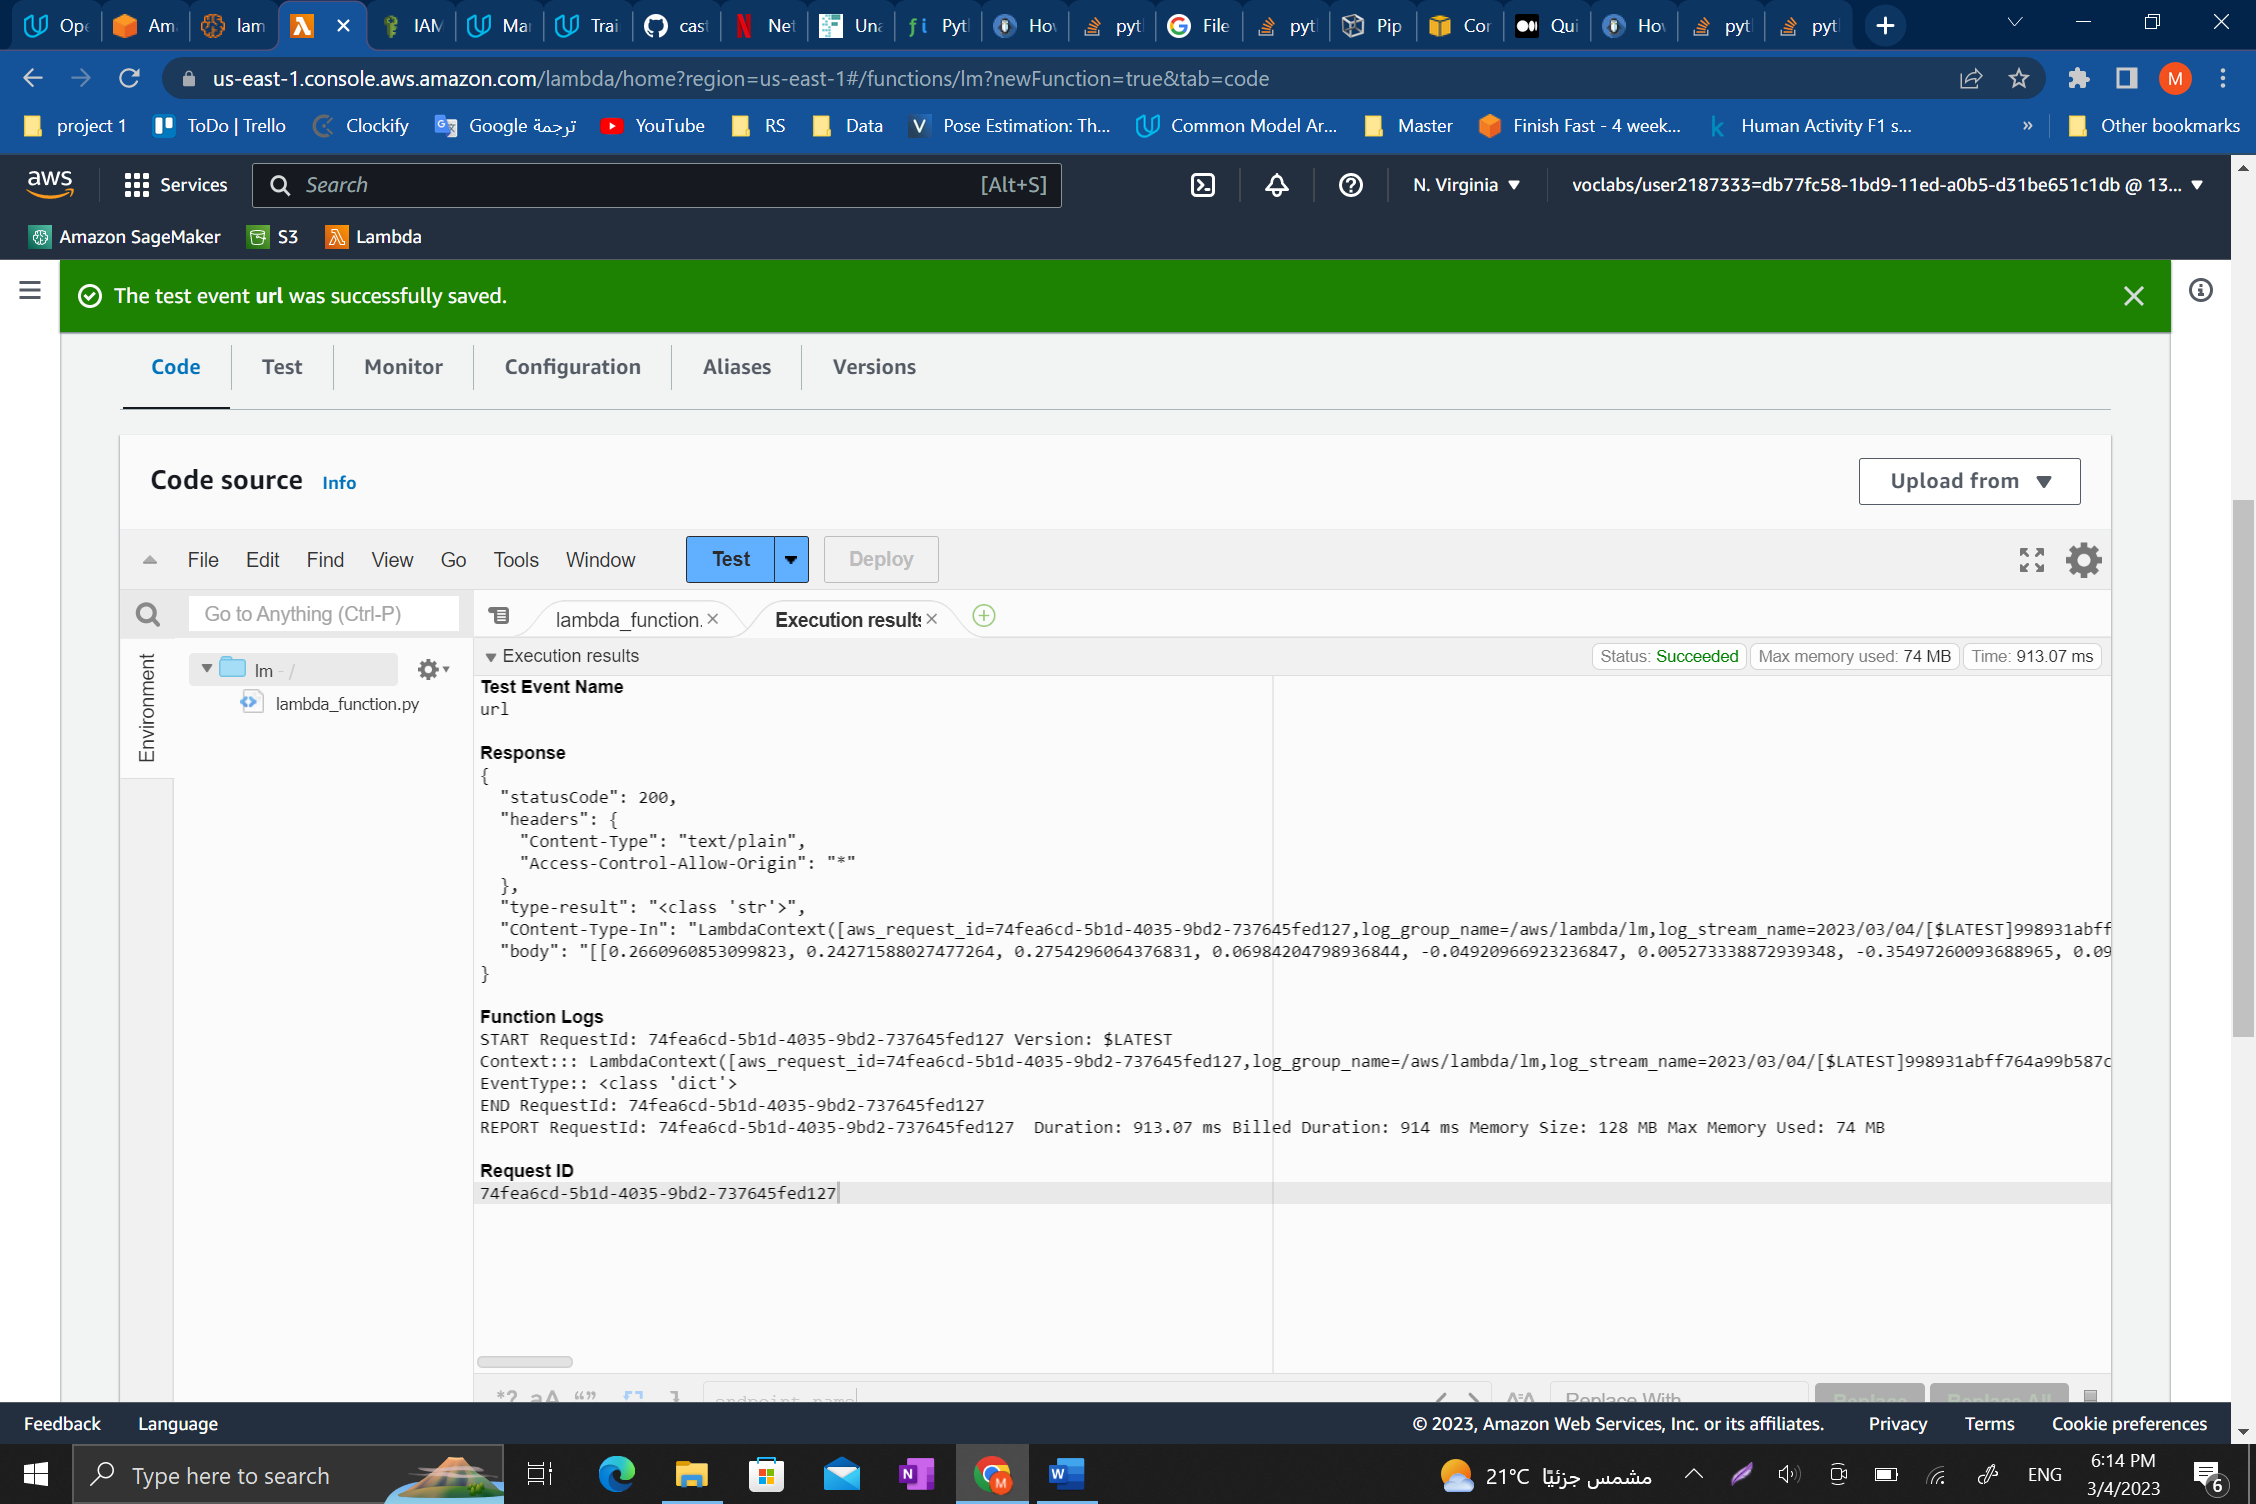 Ope
Am
lam
IAM
Mar
Trai
cast
Net
Una
Pyt
Hov
pyt
File
pyt
Pip
Cor
Qui
Hov
pyt
pyt
us-east-1.console.aws.amazon.com/lambda/home?region=us-east-1#/functions/lm?newFunction=true&tab=code
M
project 1
ToDo | Trello
Clockify
Google ترجمة
YouTube
RS
Data
Pose Estimation: Th...
Common Model Ar...
Master
Finish Fast - 4 week...
Human Activity F1 s...
»
Other bookmarks
aws
Services
Search
[Alt+S]
N. Virginia
voclabs/user2187333=db77fc58-1bd9-11ed-a0b5-d31be651c1db @ 13...
Amazon SageMaker
S3
Lambda
The test event url was successfully saved.
Code
Test
Monitor
Configuration
Aliases
Versions
Code source
Info
Upload from
File
Edit
Find
View
Go
Tools
Window
Test
Deploy
Go to Anything (Ctrl-P)
lambda_function.
Execution results
Environment
lm - /
lambda_function.py
Execution results
Status: Succeeded
Max memory used: 74 MB
Time: 913.07 ms
Test Event Name
url
Response
{
"statusCode": 200,
"headers": {
"Content-Type": "text/plain",
"Access-Control-Allow-Origin": "*"
},
"type-result": "<class 'str'>",
"COntent-Type-In": "LambdaContext([aws_request_id=74fea6cd-5b1d-4035-9bd2-737645fed127,log_group_name=/aws/lambda/lm,log_stream_name=2023/03/04/[$LATEST]998931abff
"body": "[[0.2660960853099823, 0.24271588027477264, 0.2754296064376831, 0.06984204798936844, -0.04920966923236847, 0.005273338872939348, -0.35497260093688965, 0.09
}
Function Logs
START RequestId: 74fea6cd-5b1d-4035-9bd2-737645fed127 Version: $LATEST
Context::: LambdaContext([aws_request_id=74fea6cd-5b1d-4035-9bd2-737645fed127,log_group_name=/aws/lambda/lm,log_stream_name=2023/03/04/[$LATEST]998931abff764a99b587c
EventType:: <class 'dict'>
END RequestId: 74fea6cd-5b1d-4035-9bd2-737645fed127
REPORT RequestId: 74fea6cd-5b1d-4035-9bd2-737645fed127 Duration: 913.07 ms Billed Duration: 914 ms Memory Size: 128 MB Max Memory Used: 74 MB
Request ID
74fea6cd-5b1d-4035-9bd2-737645fed127
endpoint_name
Replace With
Replace
Replace All
Feedback
Language
© 2023, Amazon Web Services, Inc. or its affiliates.
Privacy
Terms
Cookie preferences
Type here to search
21°C مشمس جزئيًا
ENG
6:14 PM
3/4/2023
6